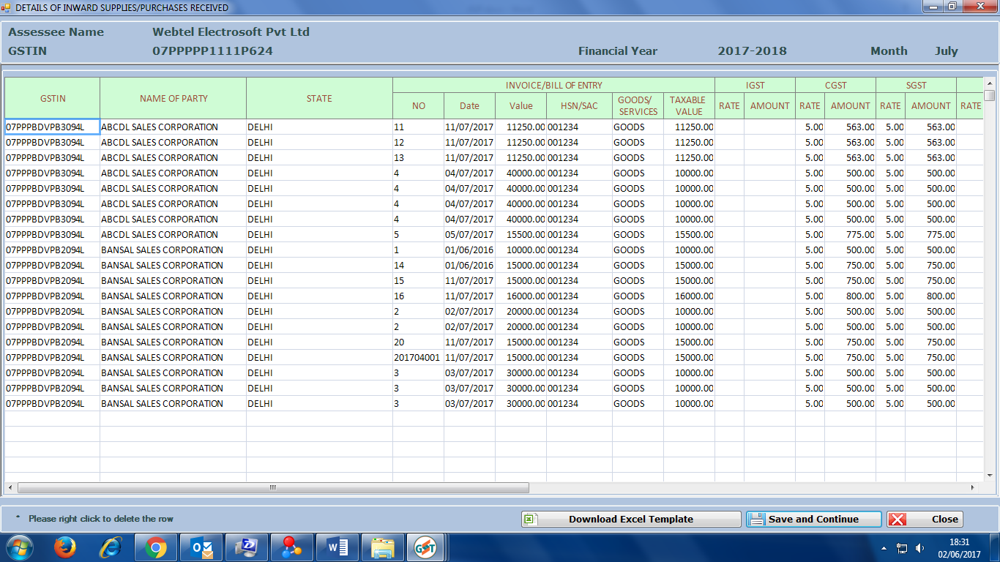 DETAILS OF INWARD SUPPLIES/PURCHASES RECEIVED
Assessee Name Webtel Electrosoft Pvt Ltd
GSTIN 07PPPPP1111P624 Financial Year 2017-2018 Month July
GSTIN NAME OF PARTY STATE INVOICE/BILL OF ENTRY IGST CGST SGST
NO Date Value HSN/SAC GOODS/ SERVICES TAXABLE VALUE RATE AMOUNT RATE AMOUNT RATE AMOUNT RATE
07PPPBDVPB3094L ABCDL SALES CORPORATION DELHI 11 11/07/2017 11250.00 001234 GOODS 11250.00 5.00 563.00 5.00 563.00
07PPPBDVPB3094L ABCDL SALES CORPORATION DELHI 12 11/07/2017 11250.00 001234 GOODS 11250.00 5.00 563.00 5.00 563.00
07PPPBDVPB3094L ABCDL SALES CORPORATION DELHI 13 11/07/2017 11250.00 001234 GOODS 11250.00 5.00 563.00 5.00 563.00
07PPPBDVPB3094L ABCDL SALES CORPORATION DELHI 4 04/07/2017 40000.00 001234 GOODS 10000.00 5.00 500.00 5.00 500.00
07PPPBDVPB3094L ABCDL SALES CORPORATION DELHI 4 04/07/2017 40000.00 001234 GOODS 10000.00 5.00 500.00 5.00 500.00
07PPPBDVPB3094L ABCDL SALES CORPORATION DELHI 4 04/07/2017 40000.00 001234 GOODS 10000.00 5.00 500.00 5.00 500.00
07PPPBDVPB3094L ABCDL SALES CORPORATION DELHI 4 04/07/2017 40000.00 001234 GOODS 10000.00 5.00 500.00 5.00 500.00
07PPPBDVPB3094L ABCDL SALES CORPORATION DELHI 5 05/07/2017 15500.00 001234 GOODS 15500.00 5.00 775.00 5.00 775.00
07PPPBDVPB2094L BANSAL SALES CORPORATION DELHI 1 01/06/2016 10000.00 001234 GOODS 10000.00 5.00 500.00 5.00 500.00
07PPPBDVPB2094L BANSAL SALES CORPORATION DELHI 14 01/06/2016 15000.00 001234 GOODS 15000.00 5.00 750.00 5.00 750.00
07PPPBDVPB2094L BANSAL SALES CORPORATION DELHI 15 11/07/2017 15000.00 001234 GOODS 15000.00 5.00 750.00 5.00 750.00
07PPPBDVPB2094L BANSAL SALES CORPORATION DELHI 16 11/07/2017 16000.00 001234 GOODS 16000.00 5.00 800.00 5.00 800.00
07PPPBDVPB2094L BANSAL SALES CORPORATION DELHI 2 02/07/2017 20000.00 001234 GOODS 10000.00 5.00 500.00 5.00 500.00
07PPPBDVPB2094L BANSAL SALES CORPORATION DELHI 2 02/07/2017 20000.00 001234 GOODS 10000.00 5.00 500.00 5.00 500.00
07PPPBDVPB2094L BANSAL SALES CORPORATION DELHI 20 11/07/2017 15000.00 001234 GOODS 15000.00 5.00 750.00 5.00 750.00
07PPPBDVPB2094L BANSAL SALES CORPORATION DELHI 201704001 11/07/2017 15000.00 001234 GOODS 15000.00 5.00 750.00 5.00 750.00
07PPPBDVPB2094L BANSAL SALES CORPORATION DELHI 3 03/07/2017 30000.00 001234 GOODS 10000.00 5.00 500.00 5.00 500.00
07PPPBDVPB2094L BANSAL SALES CORPORATION DELHI 3 03/07/2017 30000.00 001234 GOODS 10000.00 5.00 500.00 5.00 500.00
07PPPBDVPB2094L BANSAL SALES CORPORATION DELHI 3 03/07/2017 30000.00 001234 GOODS 10000.00 5.00 500.00 5.00 500.00
* Please right click to delete the row Download Excel Template Save and Continue Close
GST 18:31
02/06/2017